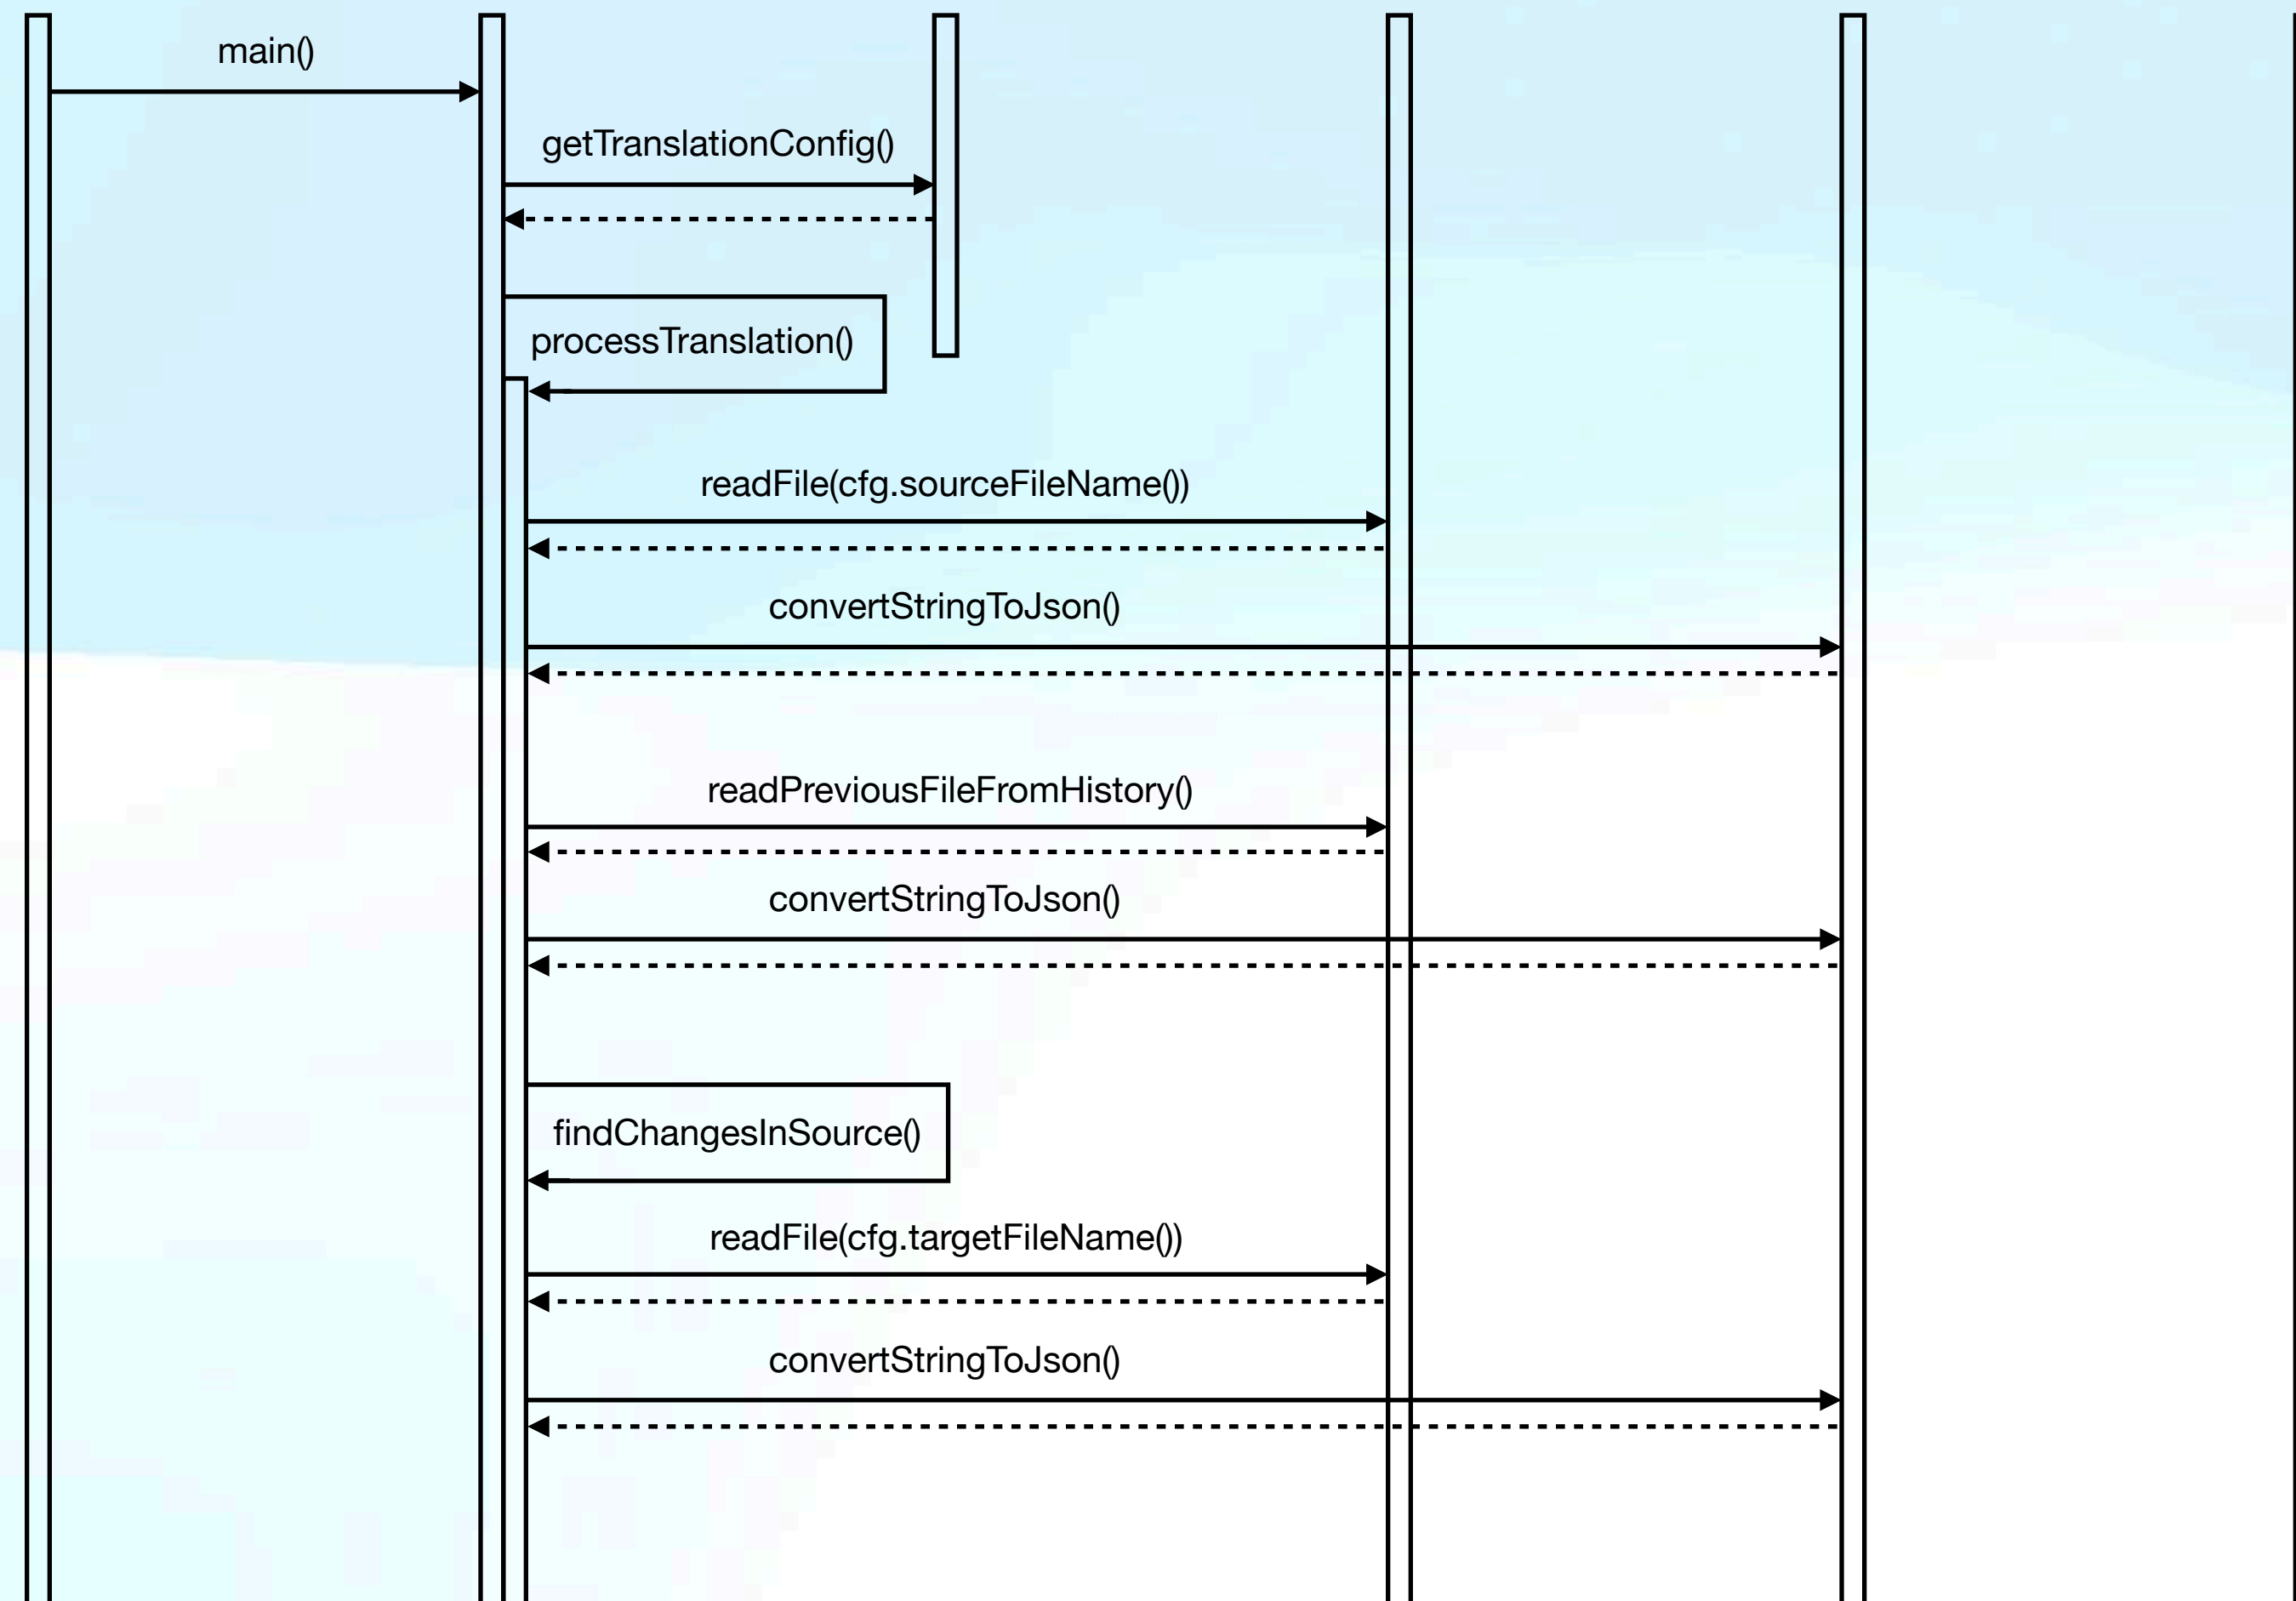 main()
getTranslationConfig()
processTranslation()
readFile(cfg.sourceFileName())
convertStringToJson()
readPreviousFileFromHistory()
convertStringToJson()
findChangesInSource()
readFile(cfg.targetFileName())
convertStringToJson()